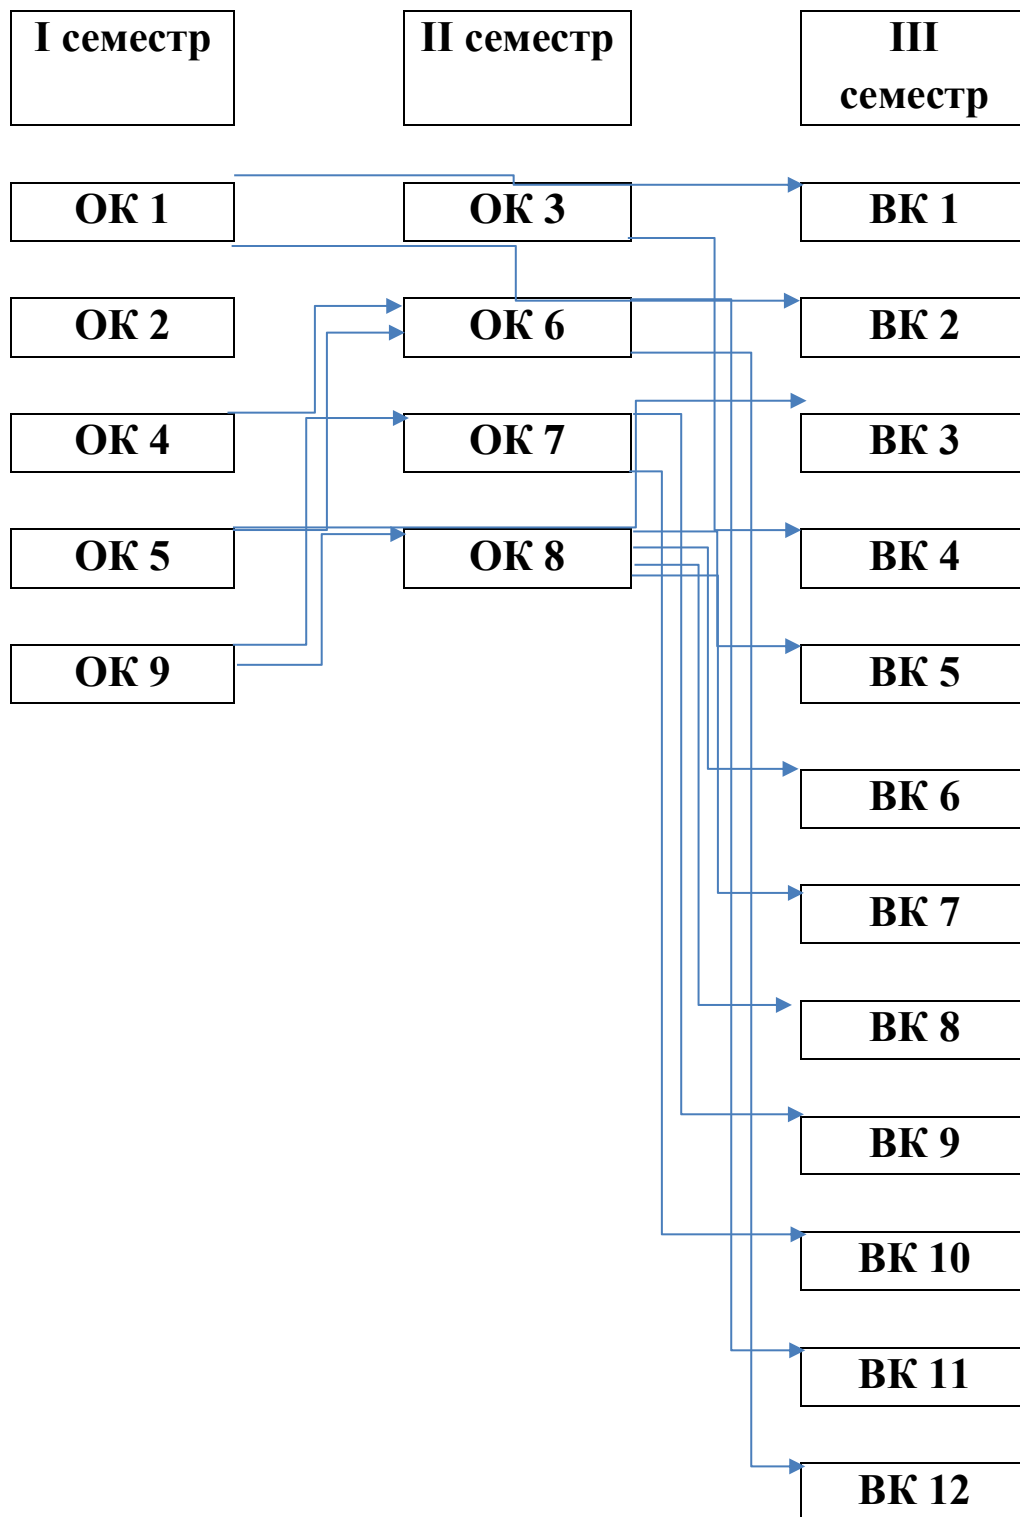 І семестр
ІІ семестр
ІІІ
семестр
ОК 1
ОК 3
ВК 1
ОК 2
ОК 6
ВК 2
ОК 4
ОК 7
ВК 3
ОК 5
ОК 8
ВК 4
ОК 9
ВК 5
ВК 6
ВК 7
ВК 8
ВК 9
ВК 10
ВК 11
ВК 12